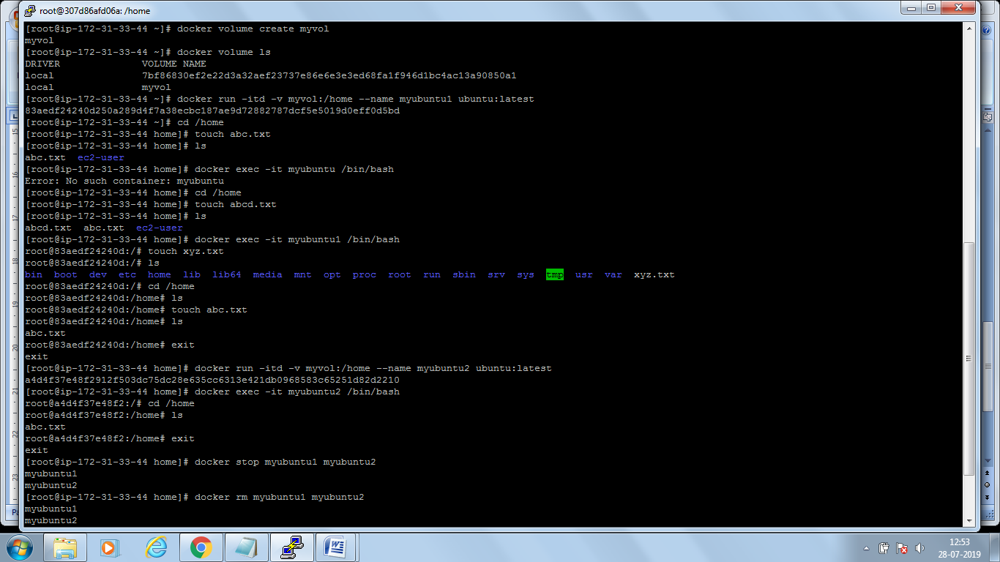 root@307d86afd06a: /home
[root@ip-172-31-33-44 ~]# docker volume create myvol
myvol
[root@ip-172-31-33-44 ~]# docker volume ls
DRIVER              VOLUME NAME
local               7bf86830ef2e22d3a32aef23737e86e6e3e3ed68fa1f946d1bc4ac13a90850a1
local               myvol
[root@ip-172-31-33-44 ~]# docker run -itd -v myvol:/home --name myubuntu1 ubuntu:latest
83aedf24240d250a289d4f7a38ecbc187ae9d72882787dcf5e5019d0eff0d5bd
[root@ip-172-31-33-44 ~]# cd /home
[root@ip-172-31-33-44 home]# touch abc.txt
[root@ip-172-31-33-44 home]# ls
abc.txt  ec2-user
[root@ip-172-31-33-44 home]# docker exec -it myubuntu /bin/bash
Error: No such container: myubuntu
[root@ip-172-31-33-44 home]# cd /home
[root@ip-172-31-33-44 home]# touch abcd.txt
[root@ip-172-31-33-44 home]# ls
abcd.txt  abc.txt  ec2-user
[root@ip-172-31-33-44 home]# docker exec -it myubuntu1 /bin/bash
root@83aedf24240d:/# touch xyz.txt
root@83aedf24240d:/# ls
bin  boot  dev  etc  home  lib  lib64  media  mnt  opt  proc  root  run  sbin  srv  sys  tmp  usr  var  xyz.txt
root@83aedf24240d:/# cd /home
root@83aedf24240d:/home# ls
root@83aedf24240d:/home# touch abc.txt
root@83aedf24240d:/home# ls
abc.txt
root@83aedf24240d:/home# exit
exit
[root@ip-172-31-33-44 home]# docker run -itd -v myvol:/home --name myubuntu2 ubuntu:latest
a4d4f37e48f2912f503dc75dc28e635cc6313e421db0968583c65251d82d2210
[root@ip-172-31-33-44 home]# docker exec -it myubuntu2 /bin/bash
root@a4d4f37e48f2:/# cd /home
root@a4d4f37e48f2:/home# ls
abc.txt
root@a4d4f37e48f2:/home# exit
exit
[root@ip-172-31-33-44 home]# docker stop myubuntu1 myubuntu2
myubuntu1
myubuntu2
[root@ip-172-31-33-44 home]# docker rm myubuntu1 myubuntu2
myubuntu1
myubuntu2
15
16
17
18
19
20
21
22
23
Pa
12:53
28-07-2019